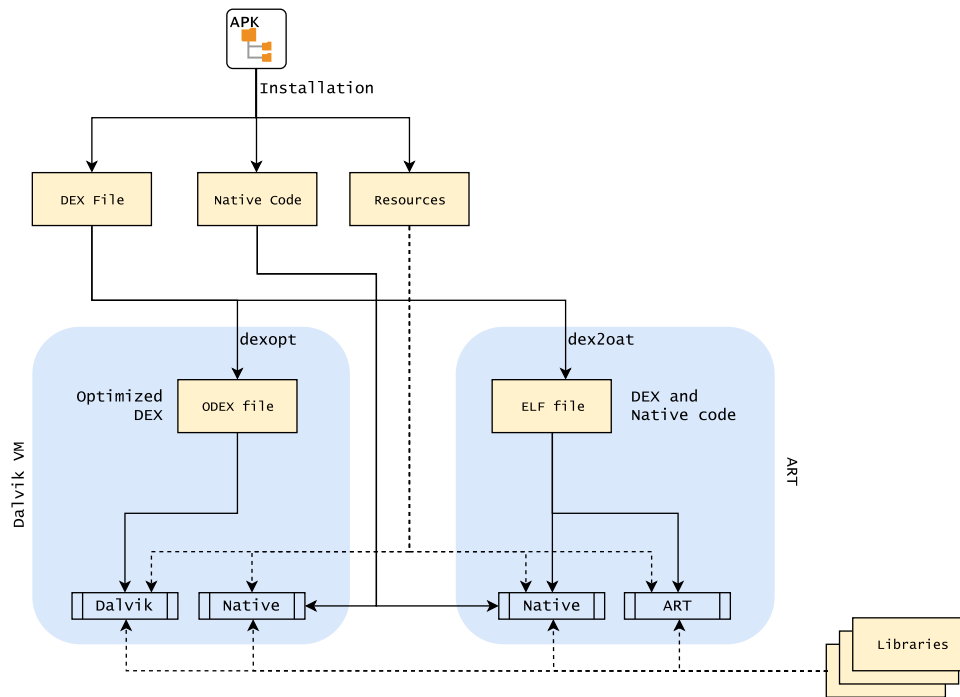 APK
Installation
DEX File
Native Code
Resources
dexopt
dex2oat
Optimized
DEX
ODEX file
ELF file
DEX and
Native code
Dalvik VM
ART
Dalvik
Native
Native
ART
Libraries